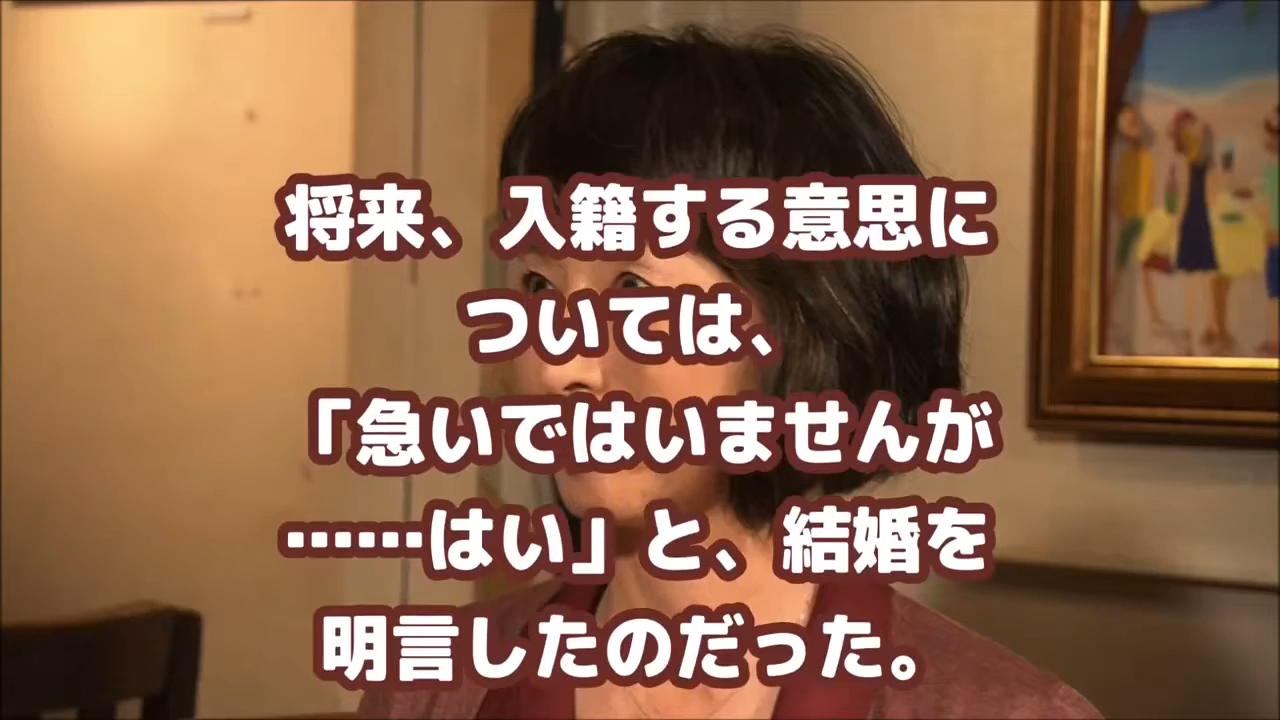 将来、入籍する意思に
ついては、
「急いではいませんが
……はい」と、結婚を
明言したのだった。